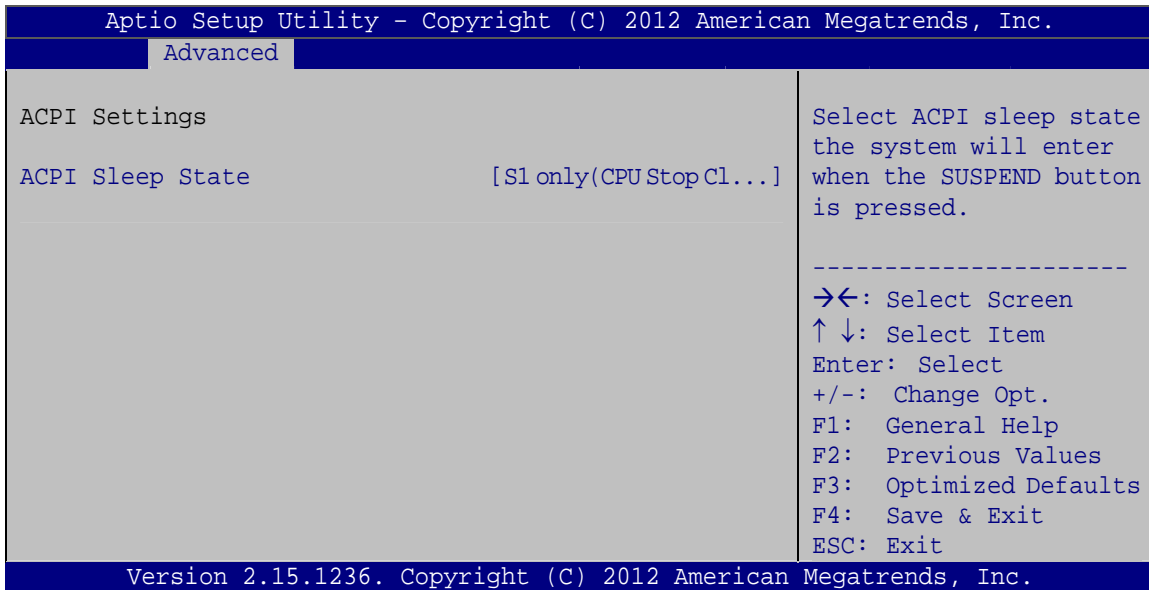 Aptio Setup Utility – Copyright (C) 2012 American Megatrends, Inc.
Advanced
ACPI Settings
ACPI Sleep State [S1 only(CPU Stop Cl...]
Select ACPI sleep state
the system will enter
when the SUSPEND button
is pressed.
----------------------
→←: Select Screen
↑ ↓: Select Item
Enter: Select
+/-: Change Opt.
F1: General Help
F2: Previous Values
F3: Optimized Defaults
F4: Save & Exit
ESC: Exit
Version 2.15.1236. Copyright (C) 2012 American Megatrends, Inc.